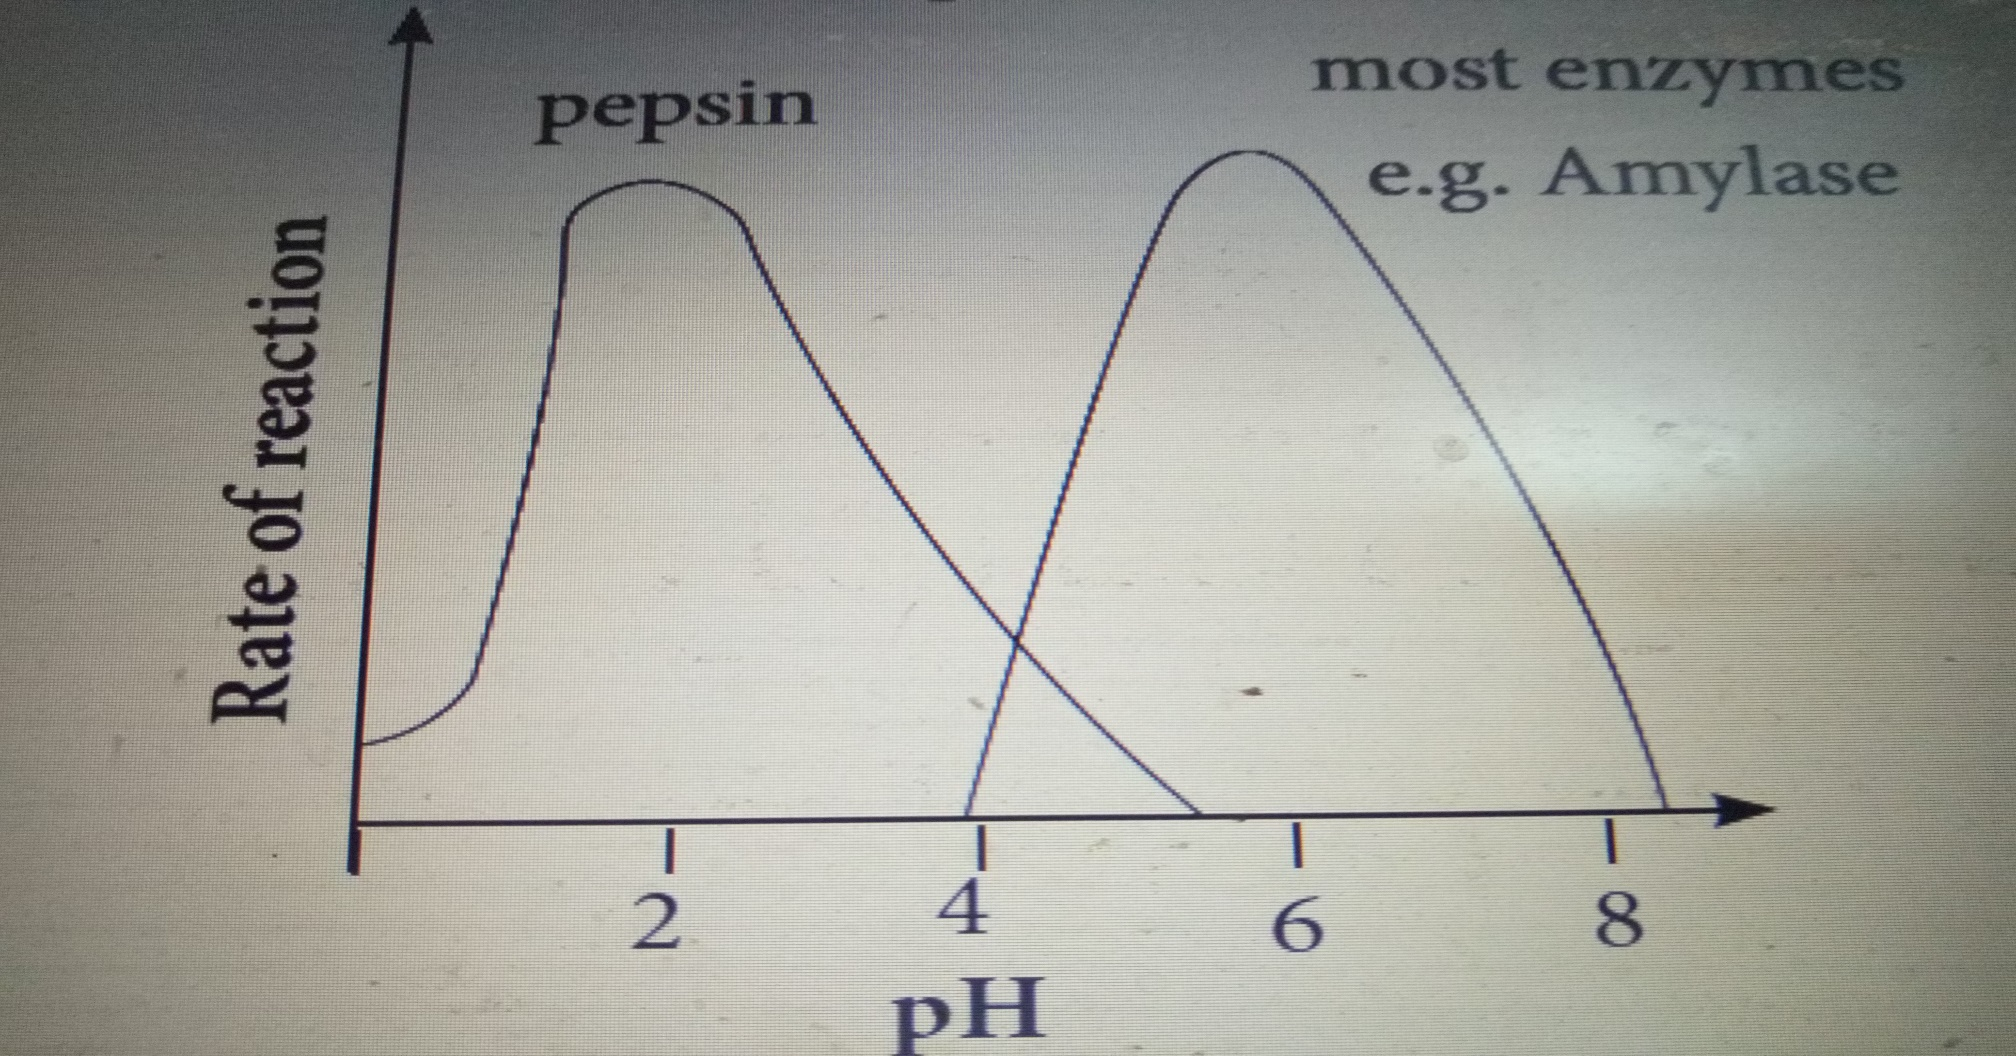 pepsin
most enzymes
e.g. Amylase
Rate of reaction
2
4
6
8
pH